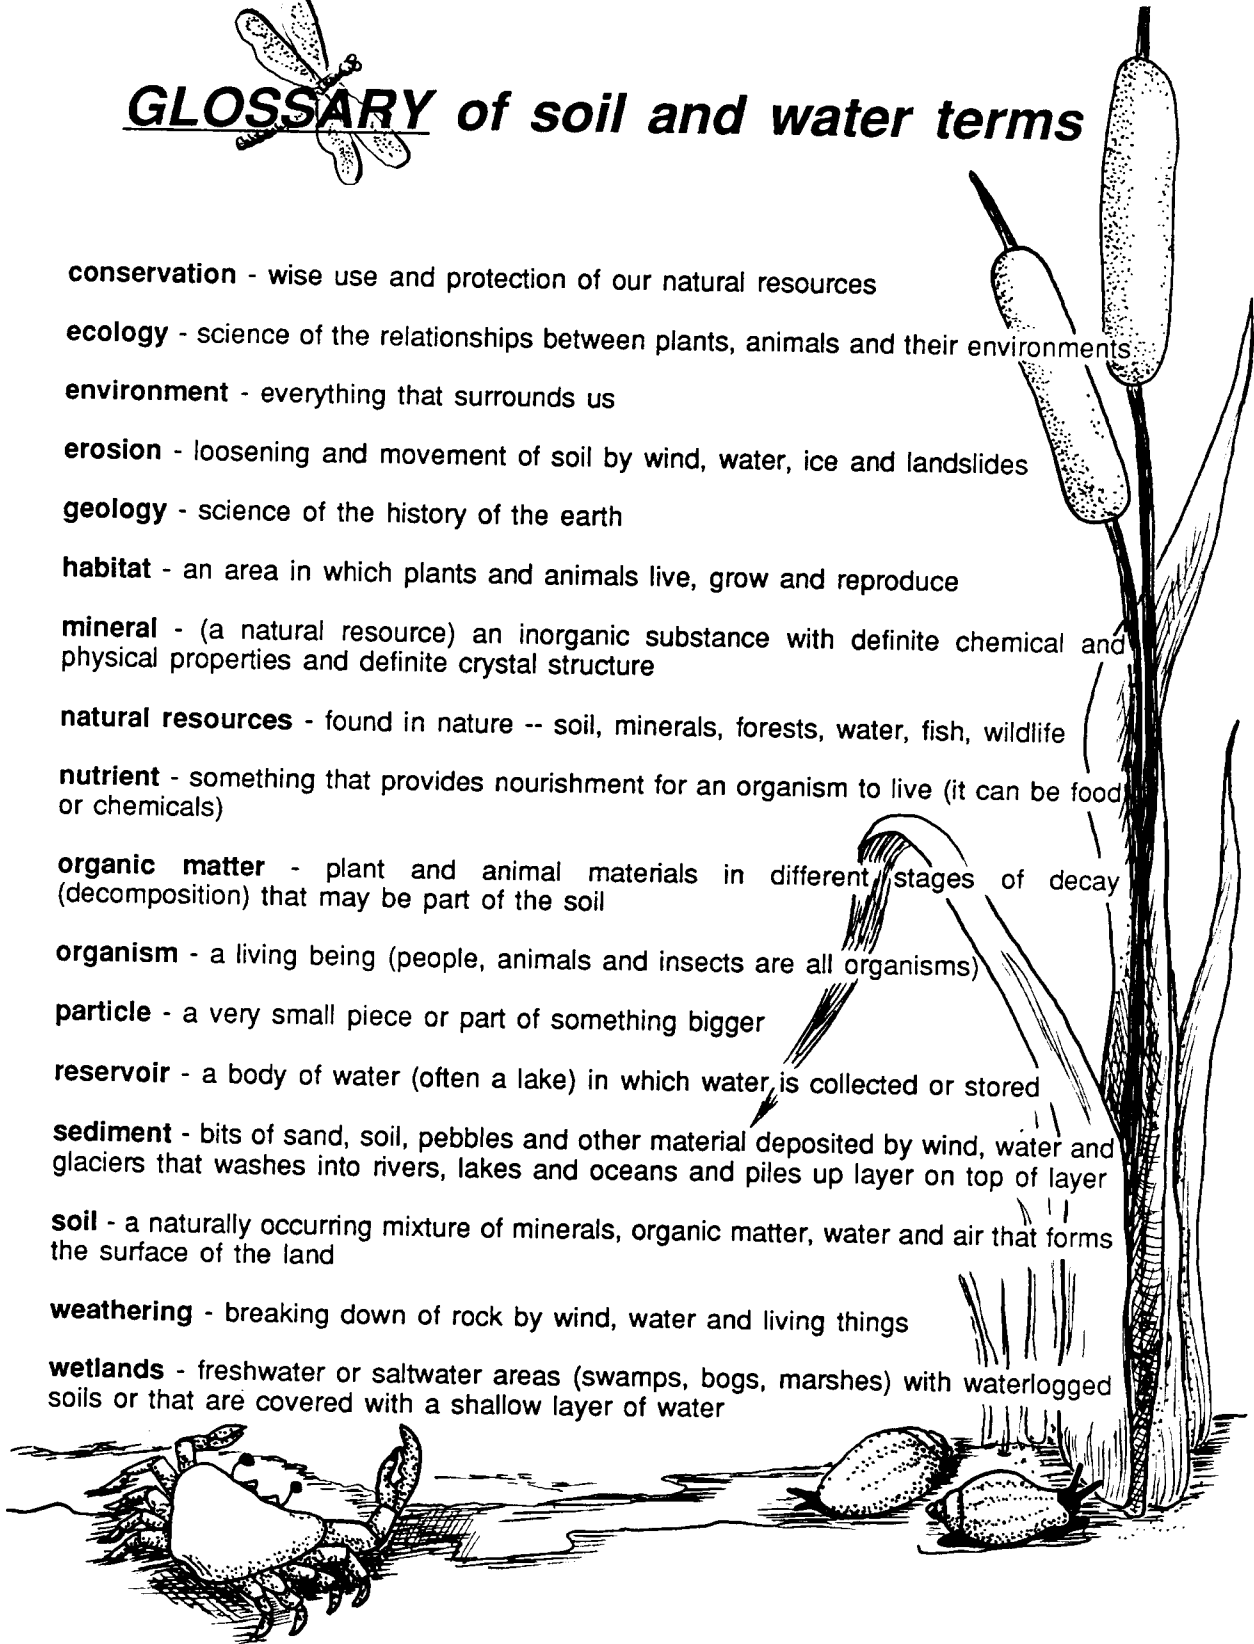 GLOSSARY of soil and water terms
conservation - wise use and protection of our natural resources
ecology - science of the relationships between plants, animals and their environments
environment - everything that surrounds us
erosion - loosening and movement of soil by wind, water, ice and landslides
geology - science of the history of the earth
habitat - an area in which plants and animals live, grow and reproduce
mineral - (a natural resource) an inorganic substance with definite chemical and
physical properties and definite crystal structure
natural resources - found in nature -- soil, minerals, forests, water, fish, wildlife
nutrient - something that provides nourishment for an organism to live (it can be food
or chemicals)
organic matter - plant and animal materials in different stages of decay
(decomposition) that may be part of the soil
organism - a living being (people, animals and insects are all organisms)
particle - a very small piece or part of something bigger
reservoir - a body of water (often a lake) in which water is collected or stored
sediment - bits of sand, soil, pebbles and other material deposited by wind, water and
glaciers that washes into rivers, lakes and oceans and piles up layer on top of layer
soil - a naturally occurring mixture of minerals, organic matter, water and air that forms
the surface of the land
weathering - breaking down of rock by wind, water and living things
wetlands - freshwater or saltwater areas (swamps, bogs, marshes) with waterlogged
soils or that are covered with a shallow layer of water